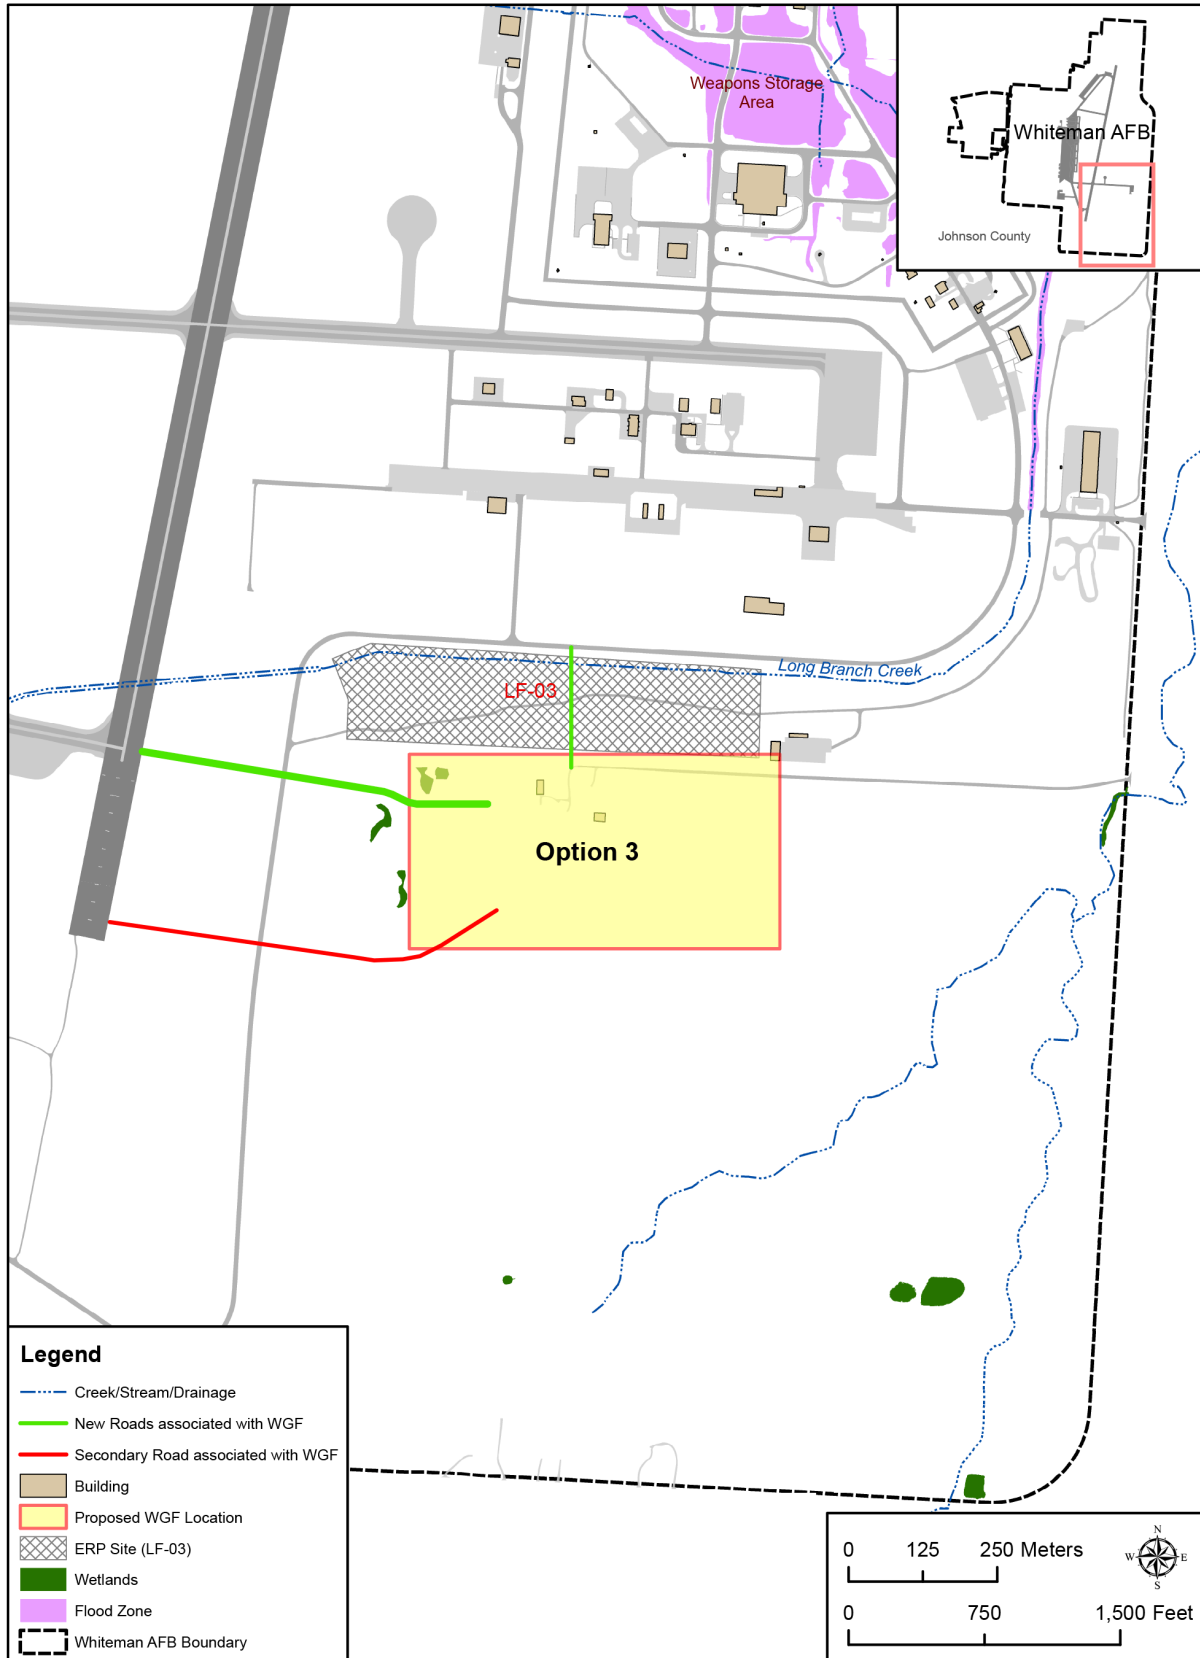 Weapons Storage
Area
Whiteman AFB
Johnson County
Long Branch Creek
LF-03
Option 3
Legend
Creek/Stream/Drainage
New Roads associated with WGF
Secondary Road associated with WGF
Building
Proposed WGF Location
ERP Site (LF-03)
Wetlands
Flood Zone
Whiteman AFB Boundary
0 125 250 Meters
0 750 1,500 Feet
N
W E
S